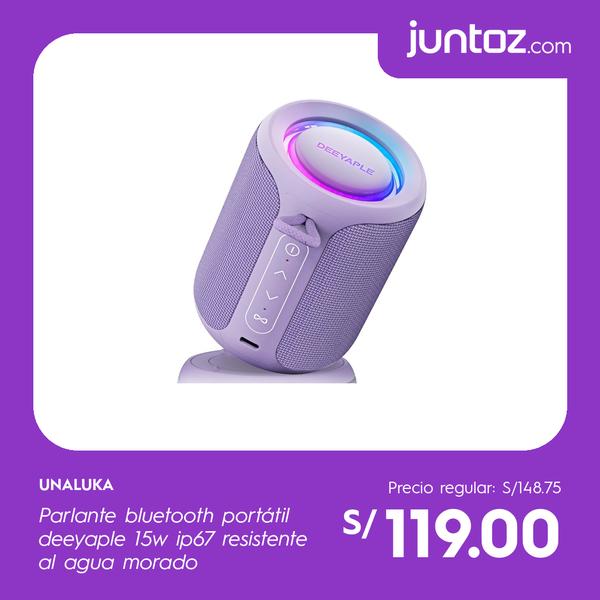 juntoz.com
DEEYAPLE
UNALUKA
Parlante bluetooth portátil
deeyaple 15w ip67 resistente
al agua morado
Precio regular: S/148.75
S/119.00